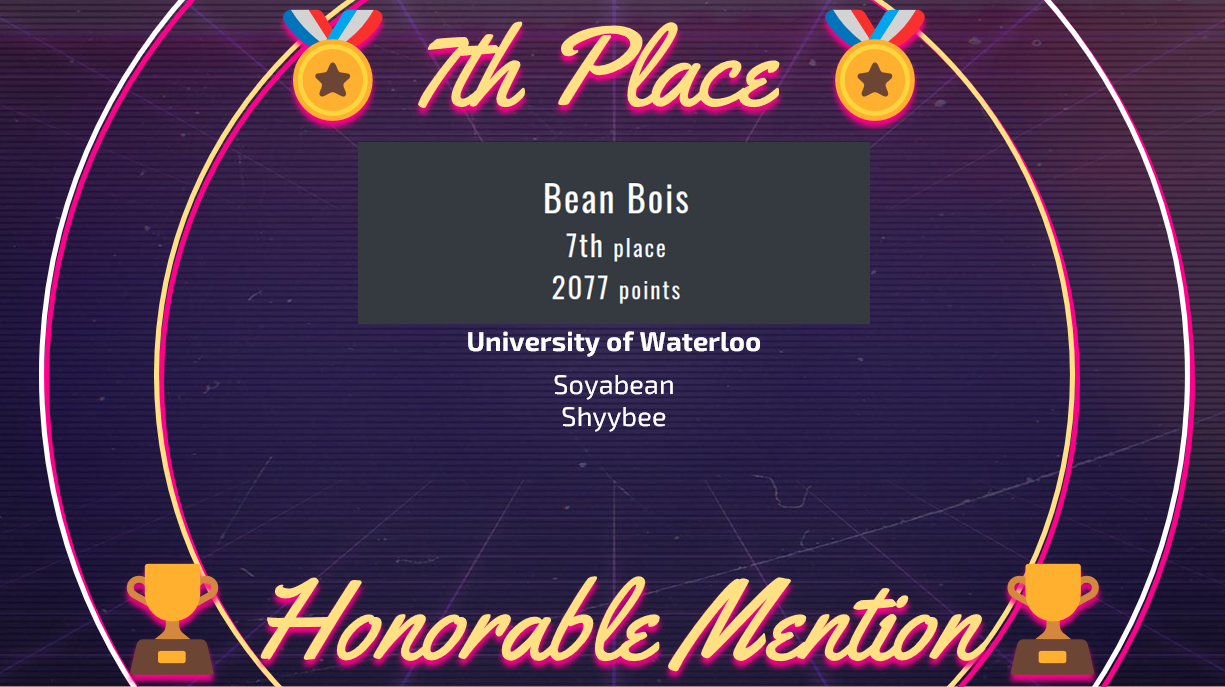 7th Place
Bean Bois
7th place
2077 points
University of Waterloo
Soyabean
Shyybee
Honorable Mention